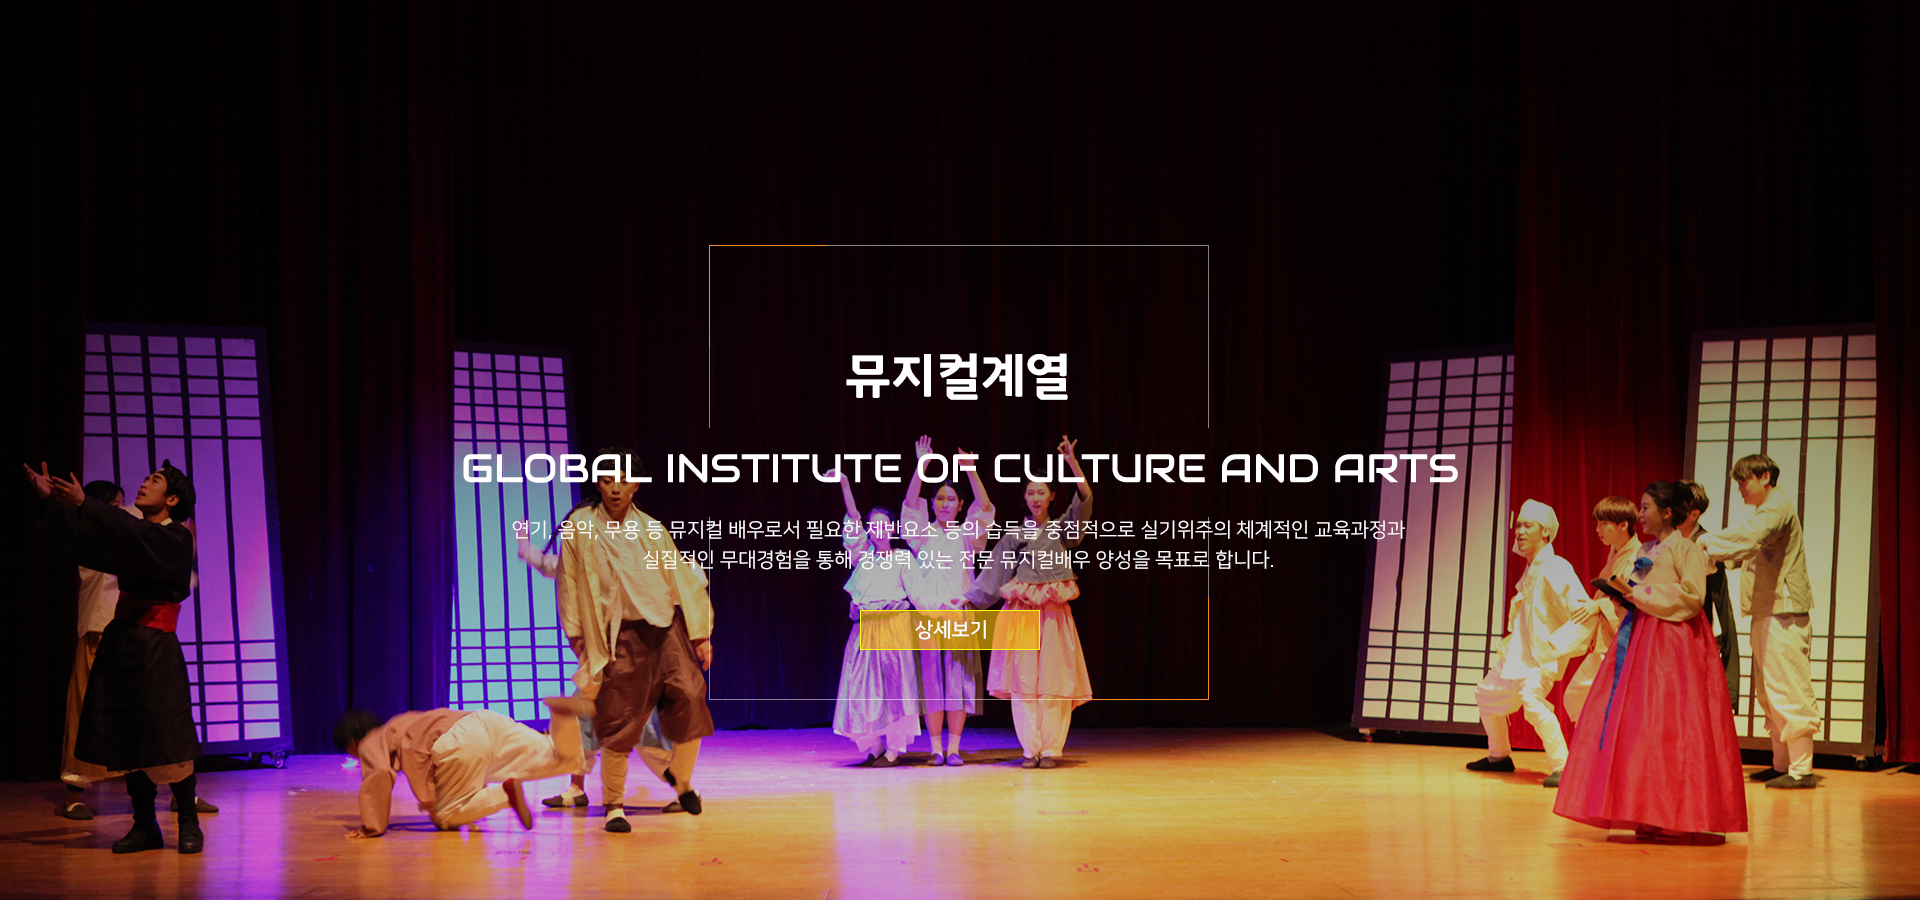 뮤지컬계열
GLOBAL INSTITUTE OF CULTURE AND ARTS
연기, 음악, 무용 등 뮤지컬 배우로서 필요한 제반요소 등의 습득을 중점적으로 실기위주의 체계적인 교육과정과
실질적인 무대경험을 통해 경쟁력 있는 전문 뮤지컬배우 양성을 목표로 합니다.
상세보기